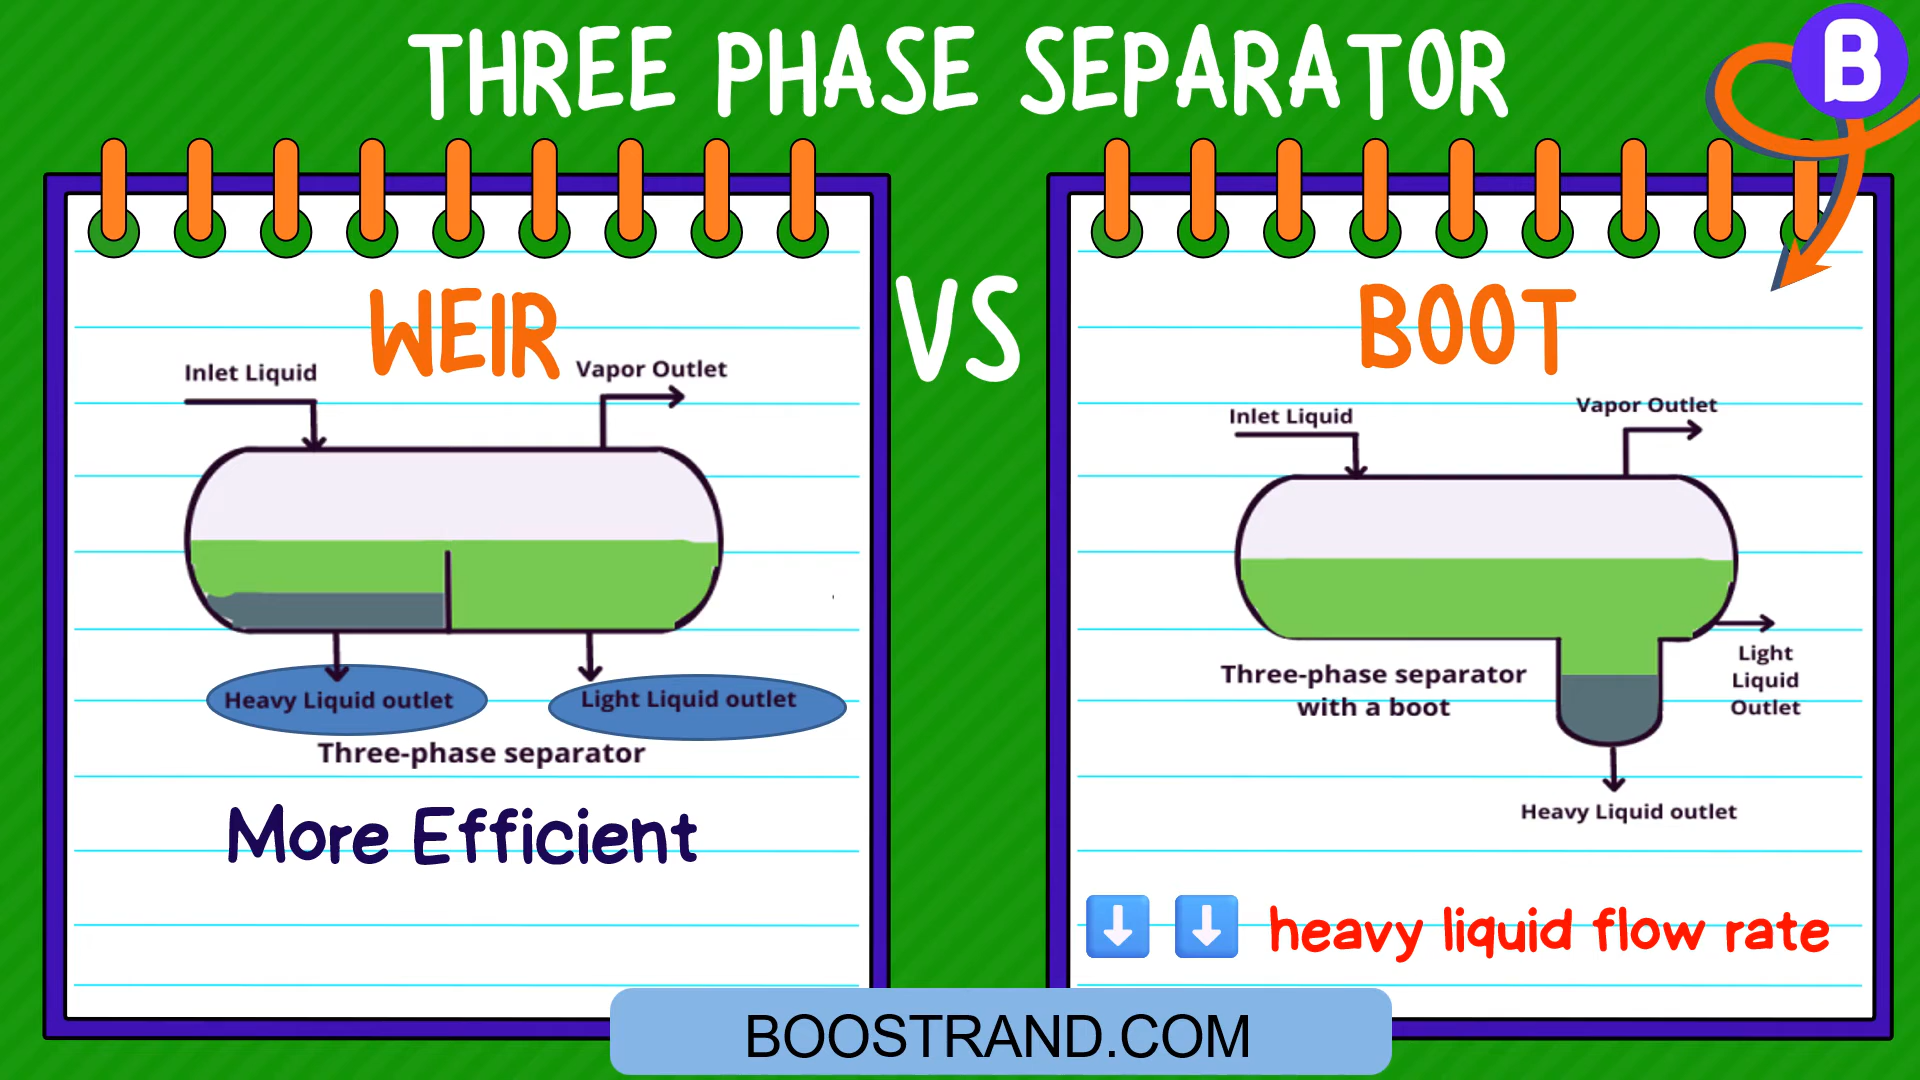 THREE PHASE SEPARATOR
B
WEIR
Inlet Liquid
Vapor Outlet
Heavy Liquid outlet
Light Liquid outlet
Three-phase separator
More Efficient
VS
BOOT
Inlet Liquid
Vapor Outlet
Three-phase separator
with a boot
Light
Liquid
Outlet
Heavy Liquid outlet
⬇️ ⬇️ heavy liquid flow rate
BOOSTRAND.COM